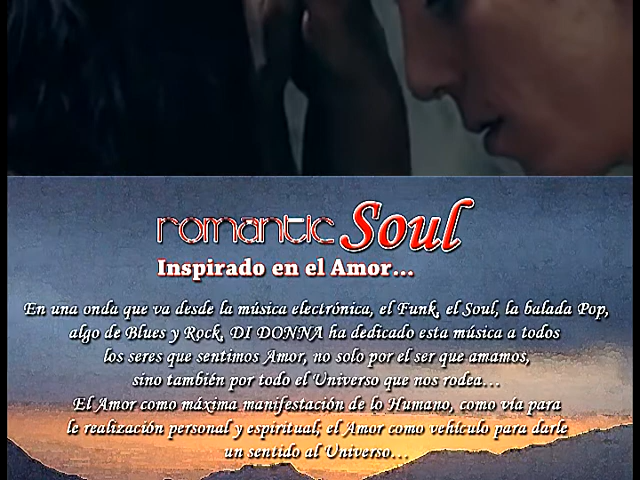 romantic Soul
Inspirado en el Amor...
En una onda que va desde la música electrónica, el Funk, el Soul, la balada Pop,
algo de Blues y Rock, DI DONNA ha dedicado esta música a todos
los seres que sentimos Amor, no solo por el ser que amamos,
sino también por todo el Universo que nos rodea...
El Amor como máxima manifestación de lo Humano, como vía para
le realización personal y espiritual; el Amor como vehículo para darle
un sentido al Universo...